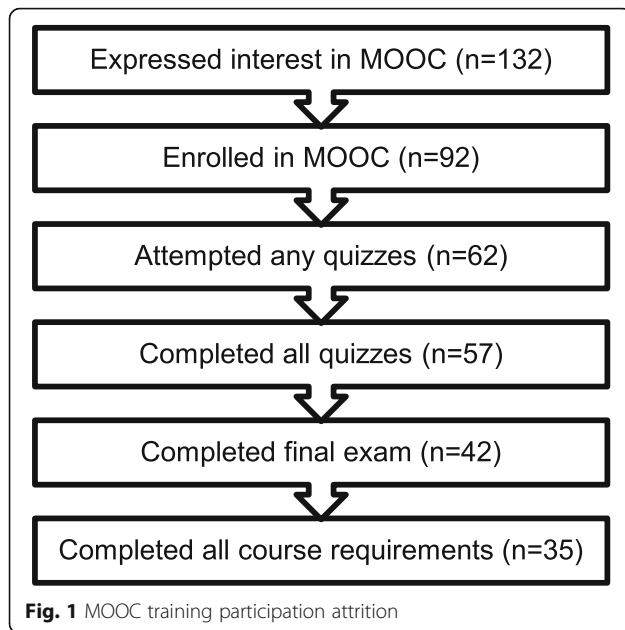 Expressed interest in MOOC (n=132)
Enrolled in MOOC (n=92)
Attempted any quizzes (n=62)
Completed all quizzes (n=57)
Completed final exam (n=42)
Completed all course requirements (n=35)
Fig. 1 MOOC training participation attrition